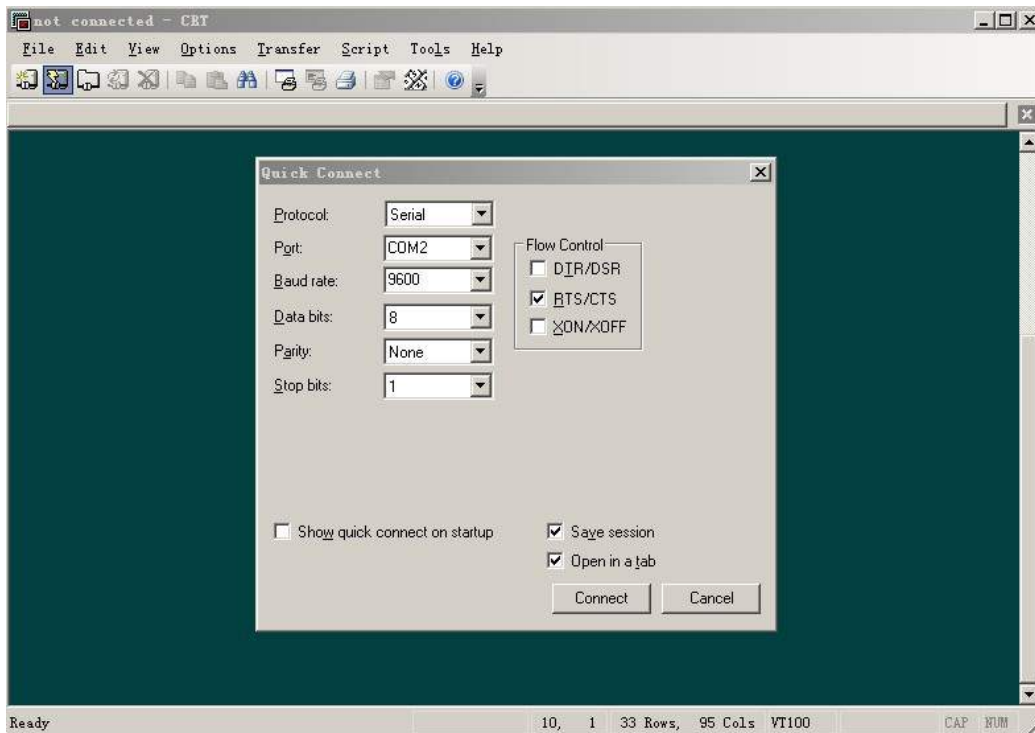 not connected - CRT
File Edit View Options Transfer Script Tools Help
Quick Connect
Protocol: Serial
Port: COM2
Flow Control
DTR/DSR
Baud rate: 9600
RTS/CTS
Data bits: 8
XON/XOFF
Parity: None
Stop bits: 1
Show quick connect on startup
Save session
Open in a tab
Connect Cancel
Ready 10, 1 33 Rows, 95 Cols VT100 CAP NUM